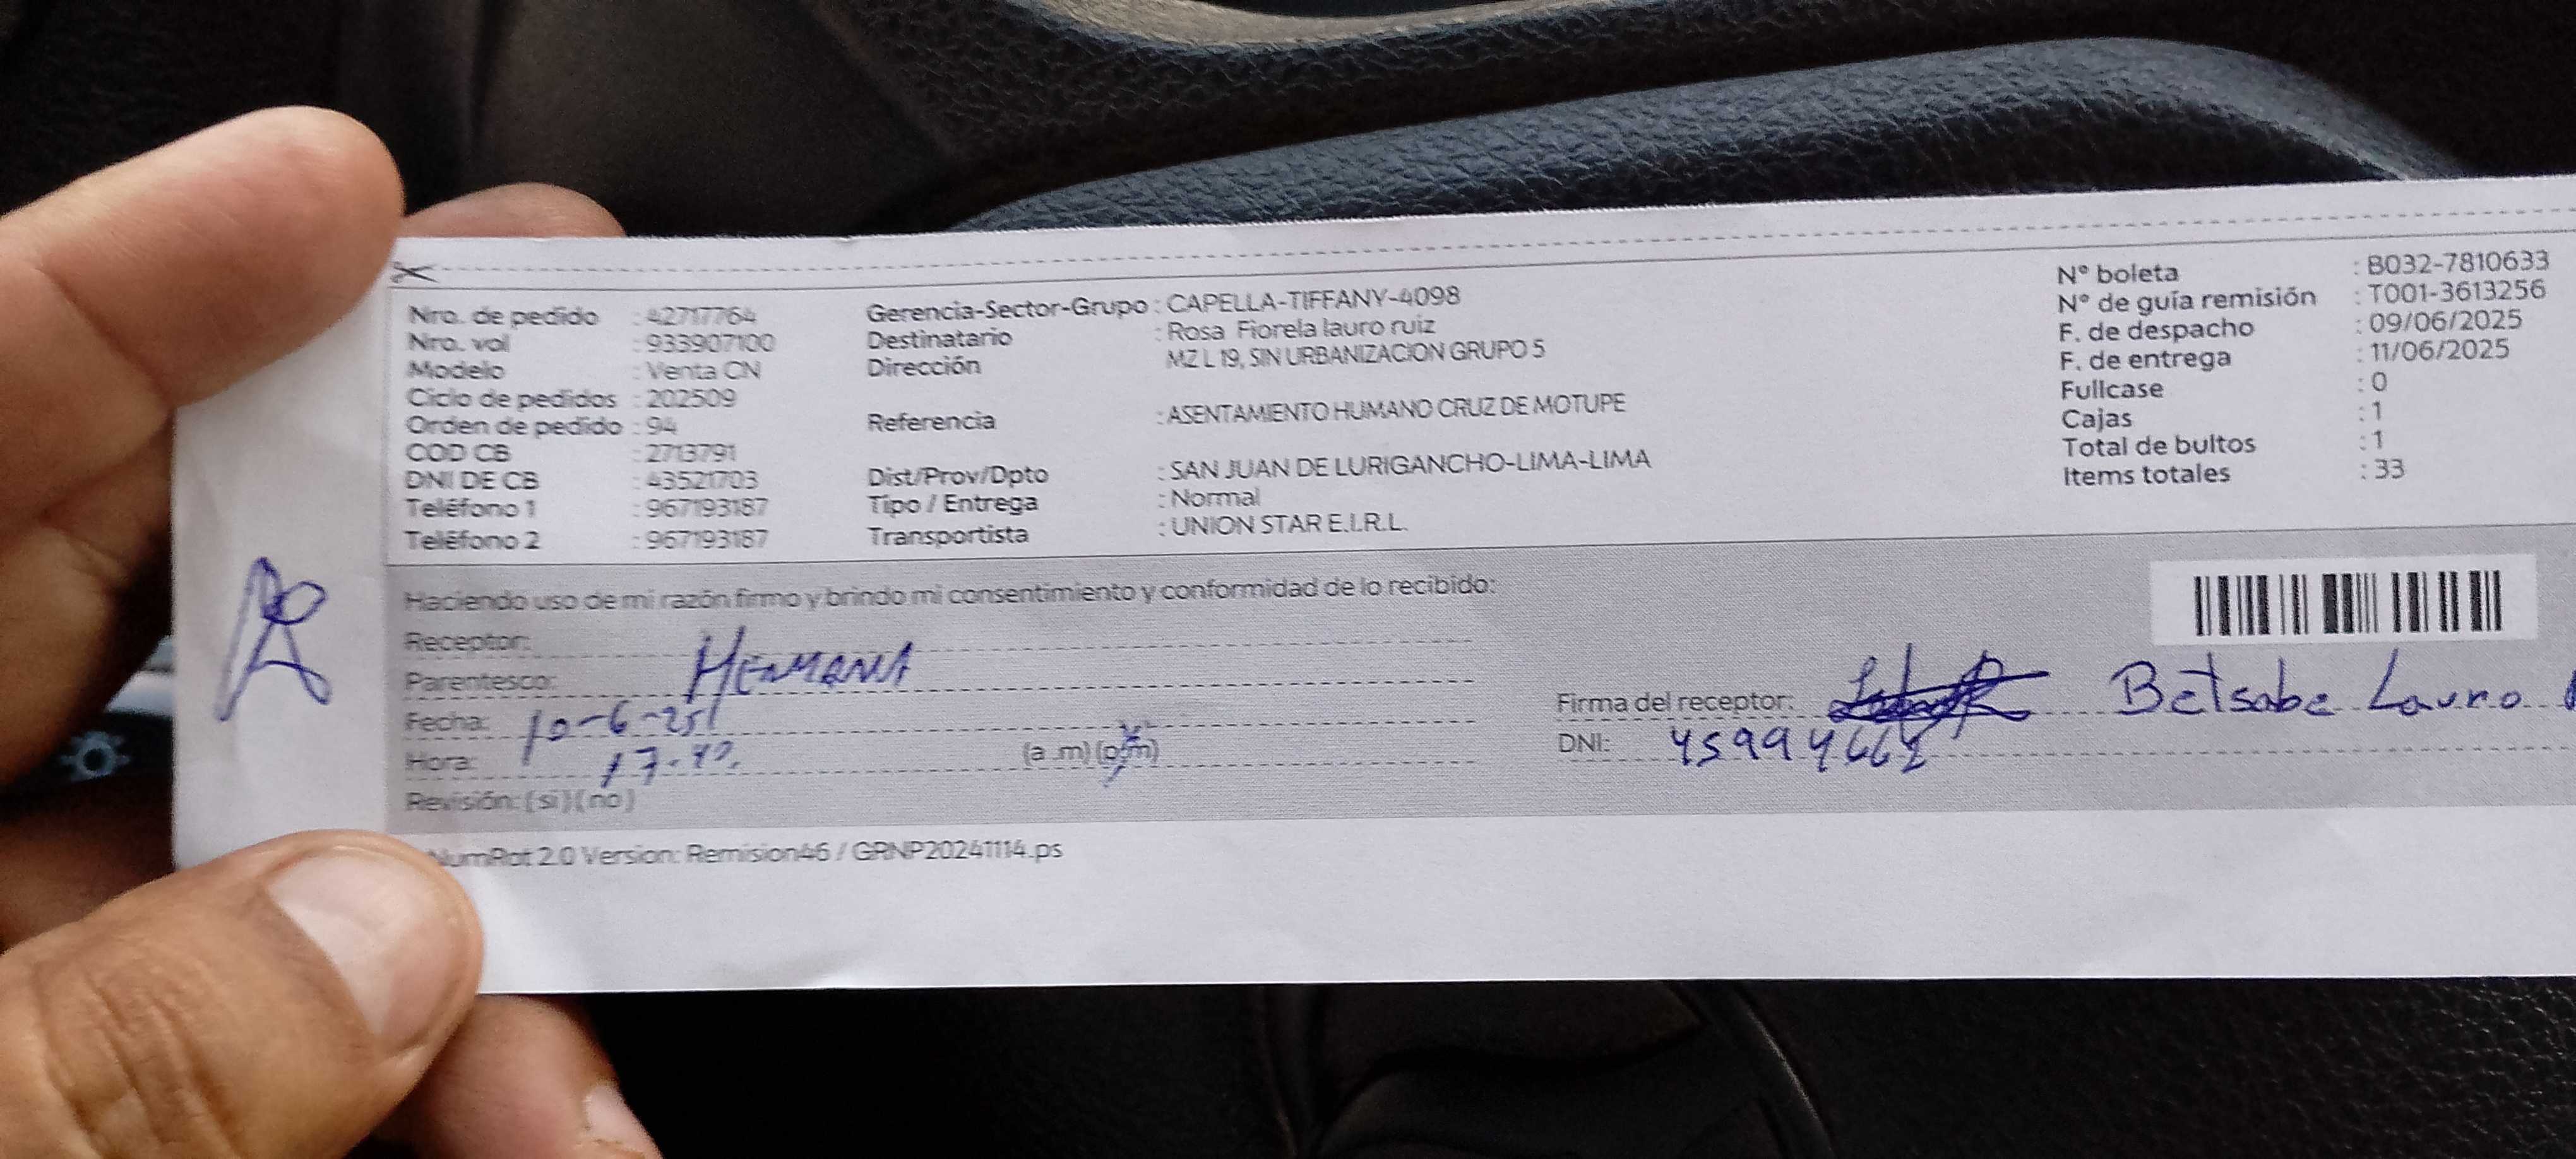 Nro. de pedido : 42717764
Nro. vol : 933907100
Modelo : Venta CN
Ciclo de pedidos : 202509
Orden de pedido : 94
COD CB : 2713791
DNI DE CB : 43521703
Teléfono 1 : 967193187
Teléfono 2 : 967193187
Gerencia-Sector-Grupo : CAPELLA-TIFFANY-4098
Destinatario : Rosa Fiorela lauro ruiz
Dirección MZ L 19, SIN URBANIZACION GRUPO 5
Referencia : ASENTAMIENTO HUMANO CRUZ DE MOTUPE
Dist/Prov/Dpto : SAN JUAN DE LURIGANCHO-LIMA-LIMA
Tipo / Entrega : Normal
Transportista : UNION STAR E.I.R.L.
N° boleta : B032-7810633
N° de guía remisión : T001-3613256
F. de despacho : 09/06/2025
F. de entrega : 11/06/2025
Fullcase : 0
Cajas : 1
Total de bultos : 1
Items totales : 33
Haciendo uso de mi razón firmo y brindo mi consentimiento y conformidad de lo recibido:
Receptor:
Parentesco: HERMANA
Fecha: 10-6-25
Hora: (a.m) (p.m)
Revisión: (si) (no)
Firma del receptor: Betsabe Lauro
DNI:
NumRot 2.0 Version: Remision46 / GRNP20241114.ps